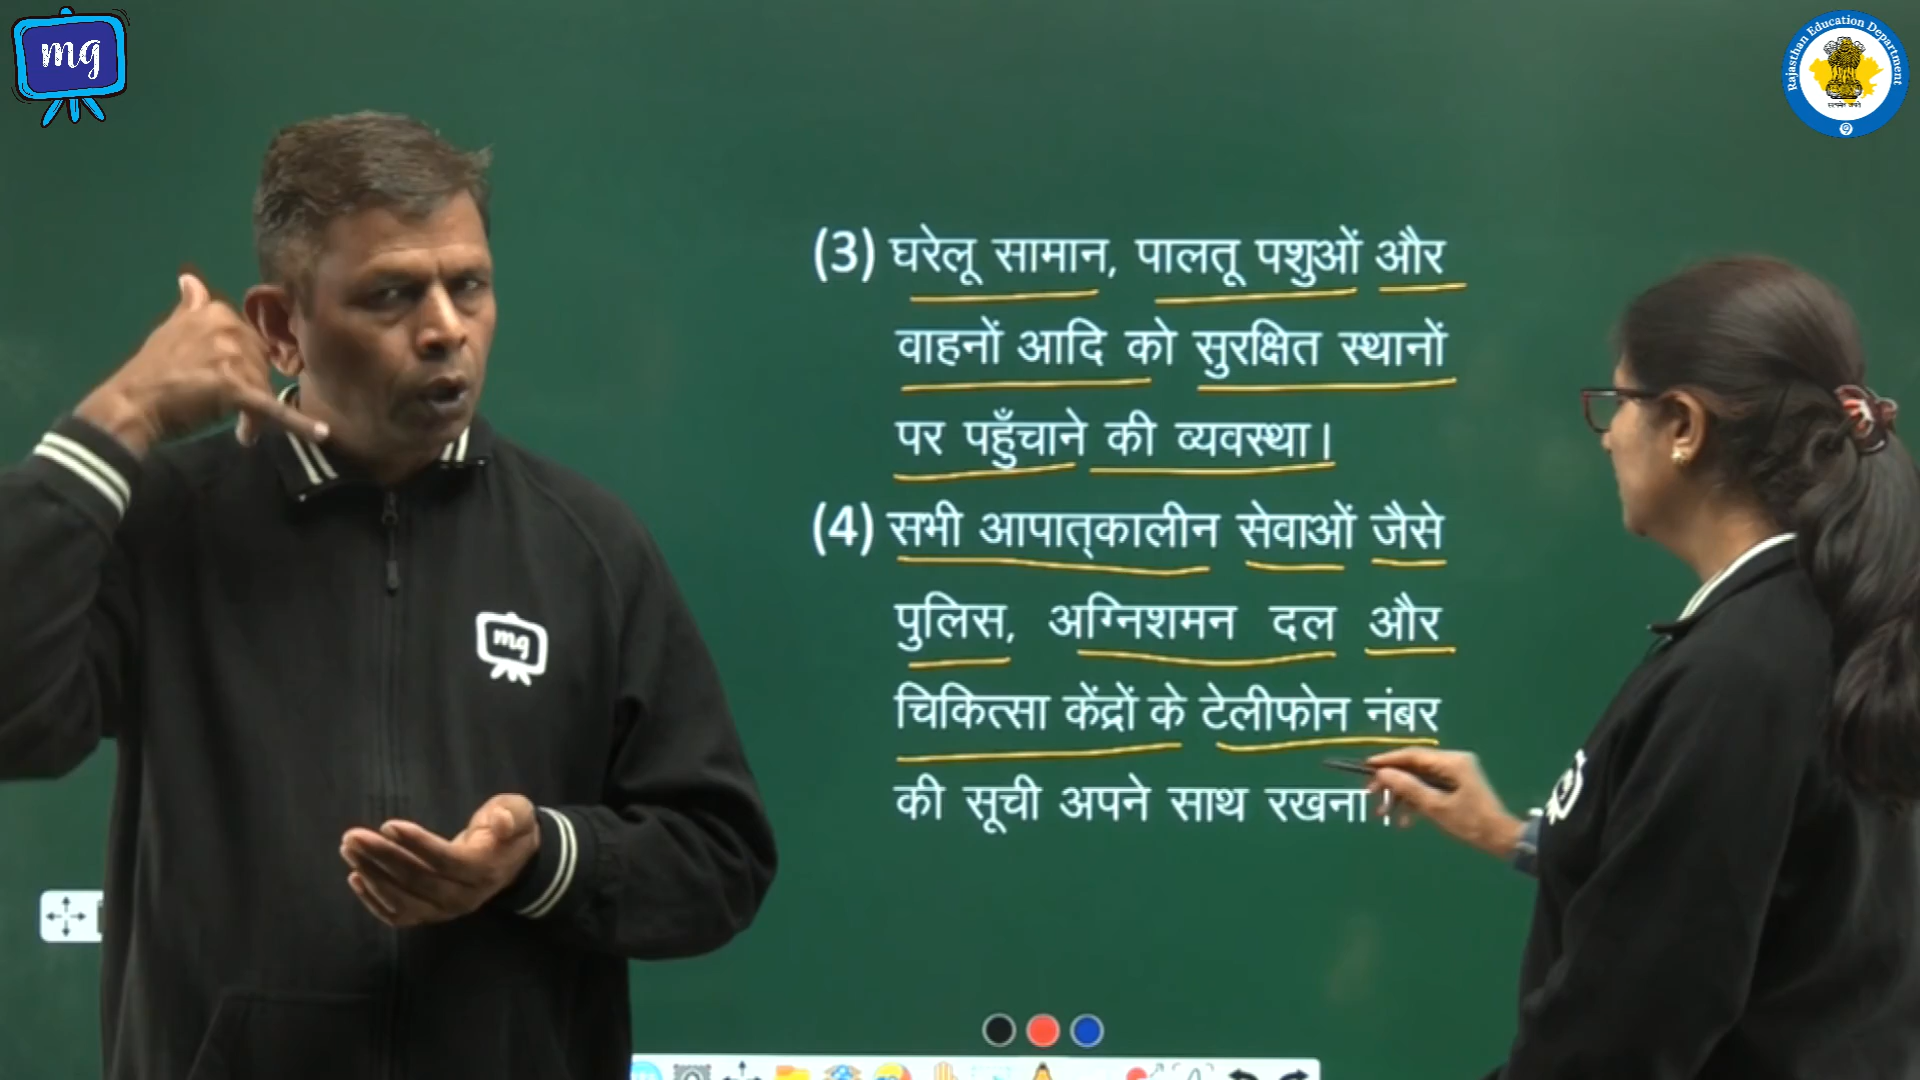 mg
Rajasthan Education Department
(3) घरेलू सामान, पालतू पशुओं और
वाहनों आदि को सुरक्षित स्थानों
पर पहुँचाने की व्यवस्था।
(4) सभी आपात्कालीन सेवाओं जैसे
पुलिस, अग्निशमन दल और
चिकित्सा केंद्रों के टेलीफोन नंबर
की सूची अपने साथ रखना।
mg